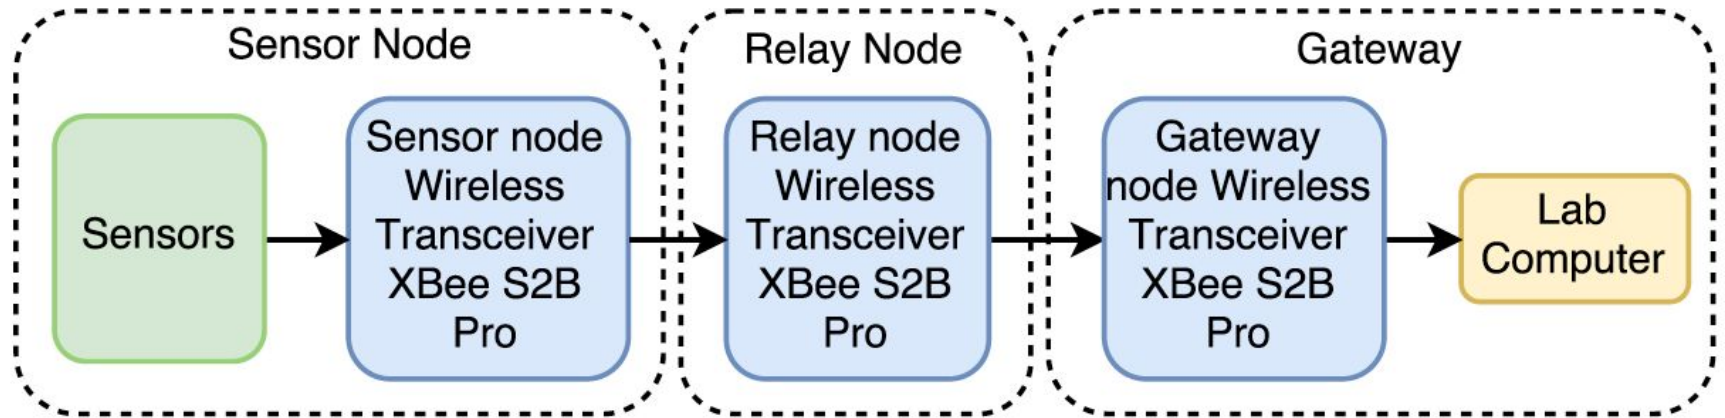 Sensor Node
Sensors
Sensor node
Wireless
Transceiver
XBee S2B
Pro
Relay Node
Relay node
Wireless
Transceiver
XBee S2B
Pro
Gateway
Gateway
node Wireless
Transceiver
XBee S2B
Pro
Lab
Computer